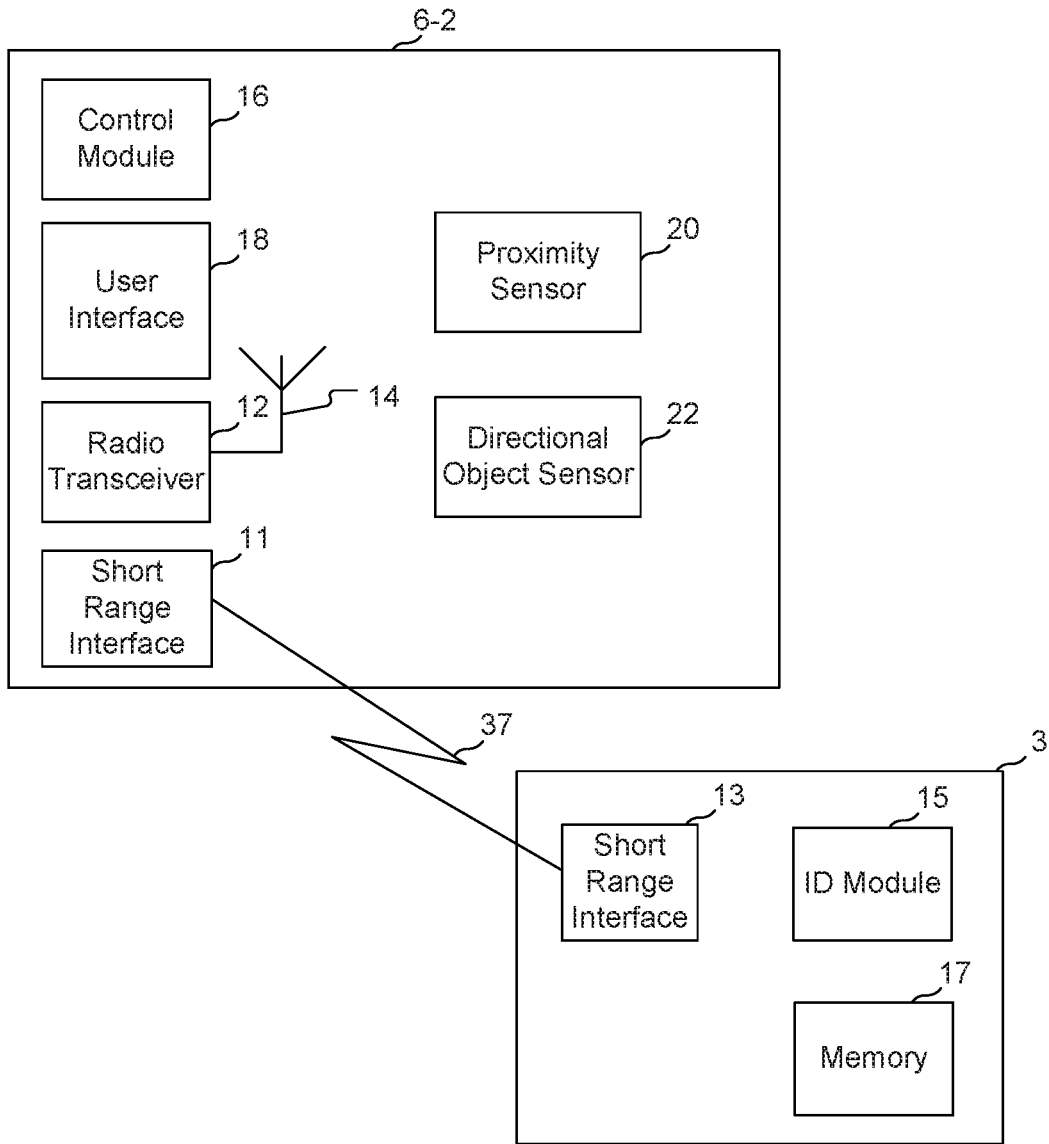 6-2
Control
Module
16
User
Interface
18
Proximity
Sensor
20
Radio
Transceiver
12
14
Directional
Object Sensor
22
Short
Range
Interface
11
37
3
Short
Range
Interface
13
ID Module
15
Memory
17